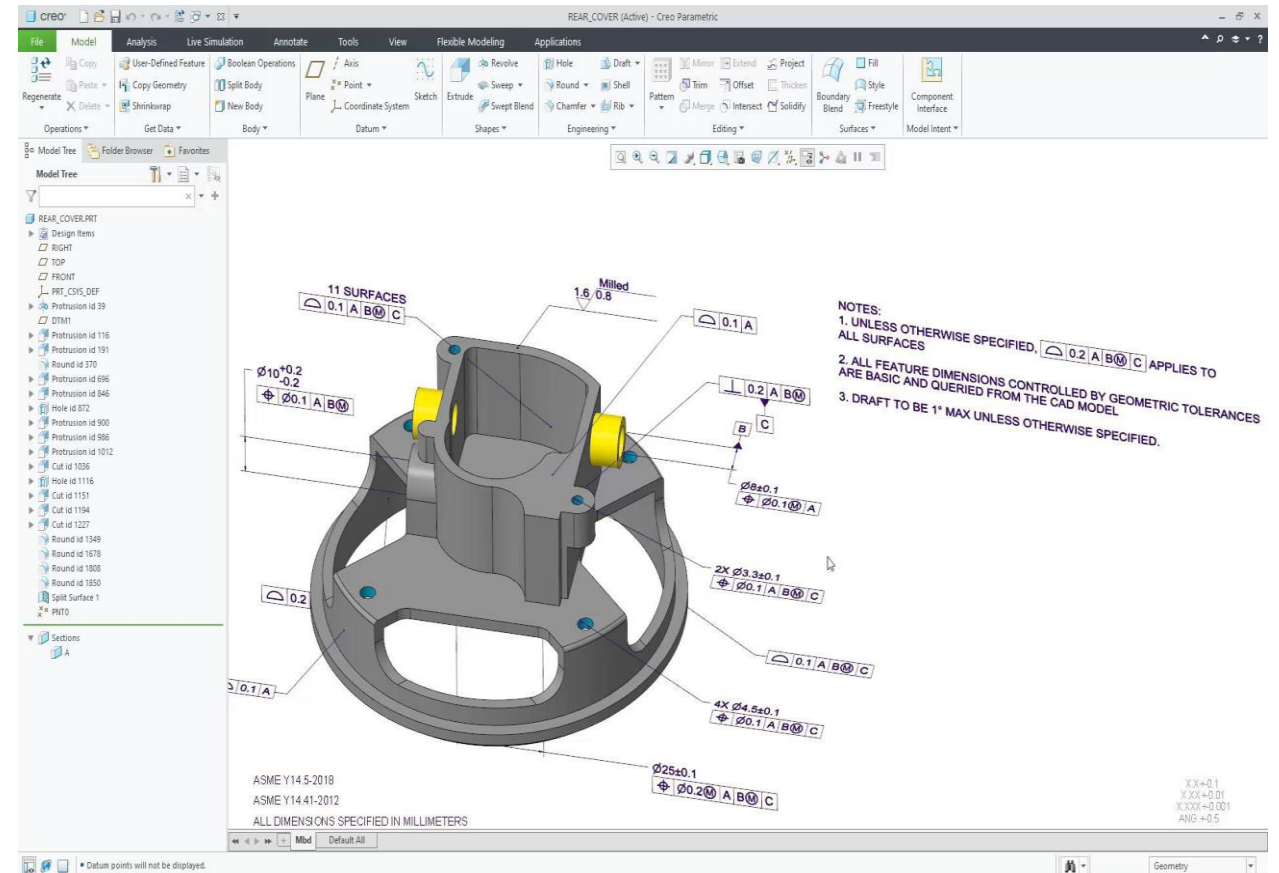 creo®
REAR_COVER (Active) - Creo Parametric
File Model Analysis Live Simulation Annotate Tools View Flexible Modeling Applications
Regenerate
Copy
Paste
Delete
Operations
User-Defined Feature
Copy Geometry
Shrinkwrap
Get Data
Boolean Operations
Split Body
New Body
Body
Plane
Axis
Point
Coordinate System
Sketch
Datum
Extrude
Revolve
Sweep
Swept Blend
Shapes
Hole
Round
Chamfer
Draft
Shell
Rib
Engineering
Pattern
Mirror
Trim
Merge
Extend
Offset
Intersect
Project
Thicken
Solidify
Editing
Boundary Blend
Fill
Style
Freestyle
Surfaces
Component Interface
Model Intent
Model Tree Folder Browser Favorites
Model Tree
REAR_COVER.PRT
Design Items
RIGHT
TOP
FRONT
PRT_CSYS_DEF
Protrusion id 39
DTM1
Protrusion id 116
Protrusion id 191
Round id 370
Protrusion id 696
Protrusion id 846
Hole id 872
Protrusion id 900
Protrusion id 986
Protrusion id 1012
Cut id 1036
Hole id 1116
Cut id 1151
Cut id 1194
Cut id 1227
Round id 1349
Round id 1678
Round id 1808
Round id 1850
Split Surface 1
PNT0
Sections
A
11 SURFACES
⌓ 0.1 A BⓂ C
Milled
1.6 0.8
⌓ 0.1 A
Ø10+0.2
-0.2
⌖ Ø0.1 A BⓂ
⟂ 0.2 A BⓂ
C
B
Ø8±0.1
⌖ Ø0.1Ⓜ A
2X Ø3.3±0.1
⌖ Ø0.1 A BⓂ C
⌓ 0.2
⌓ 0.1 A BⓂ C
⌓ 0.1 A
4X Ø4.5±0.1
⌖ Ø0.1 A BⓂ C
Ø25±0.1
⌖ Ø0.2Ⓜ A BⓂ C
NOTES:
1. UNLESS OTHERWISE SPECIFIED, ⌓ 0.2 A BⓂ C APPLIES TO
ALL SURFACES
2. ALL FEATURE DIMENSIONS CONTROLLED BY GEOMETRIC TOLERANCES
ARE BASIC AND QUERIED FROM THE CAD MODEL
3. DRAFT TO BE 1° MAX UNLESS OTHERWISE SPECIFIED.
ASME Y14.5-2018
ASME Y14.41-2012
ALL DIMENSIONS SPECIFIED IN MILLIMETERS
X.X+-0.1
X.XX+-0.01
X.XXX+-0.001
ANG.+-0.5
Mbd Default All
• Datum points will not be displayed.
Geometry